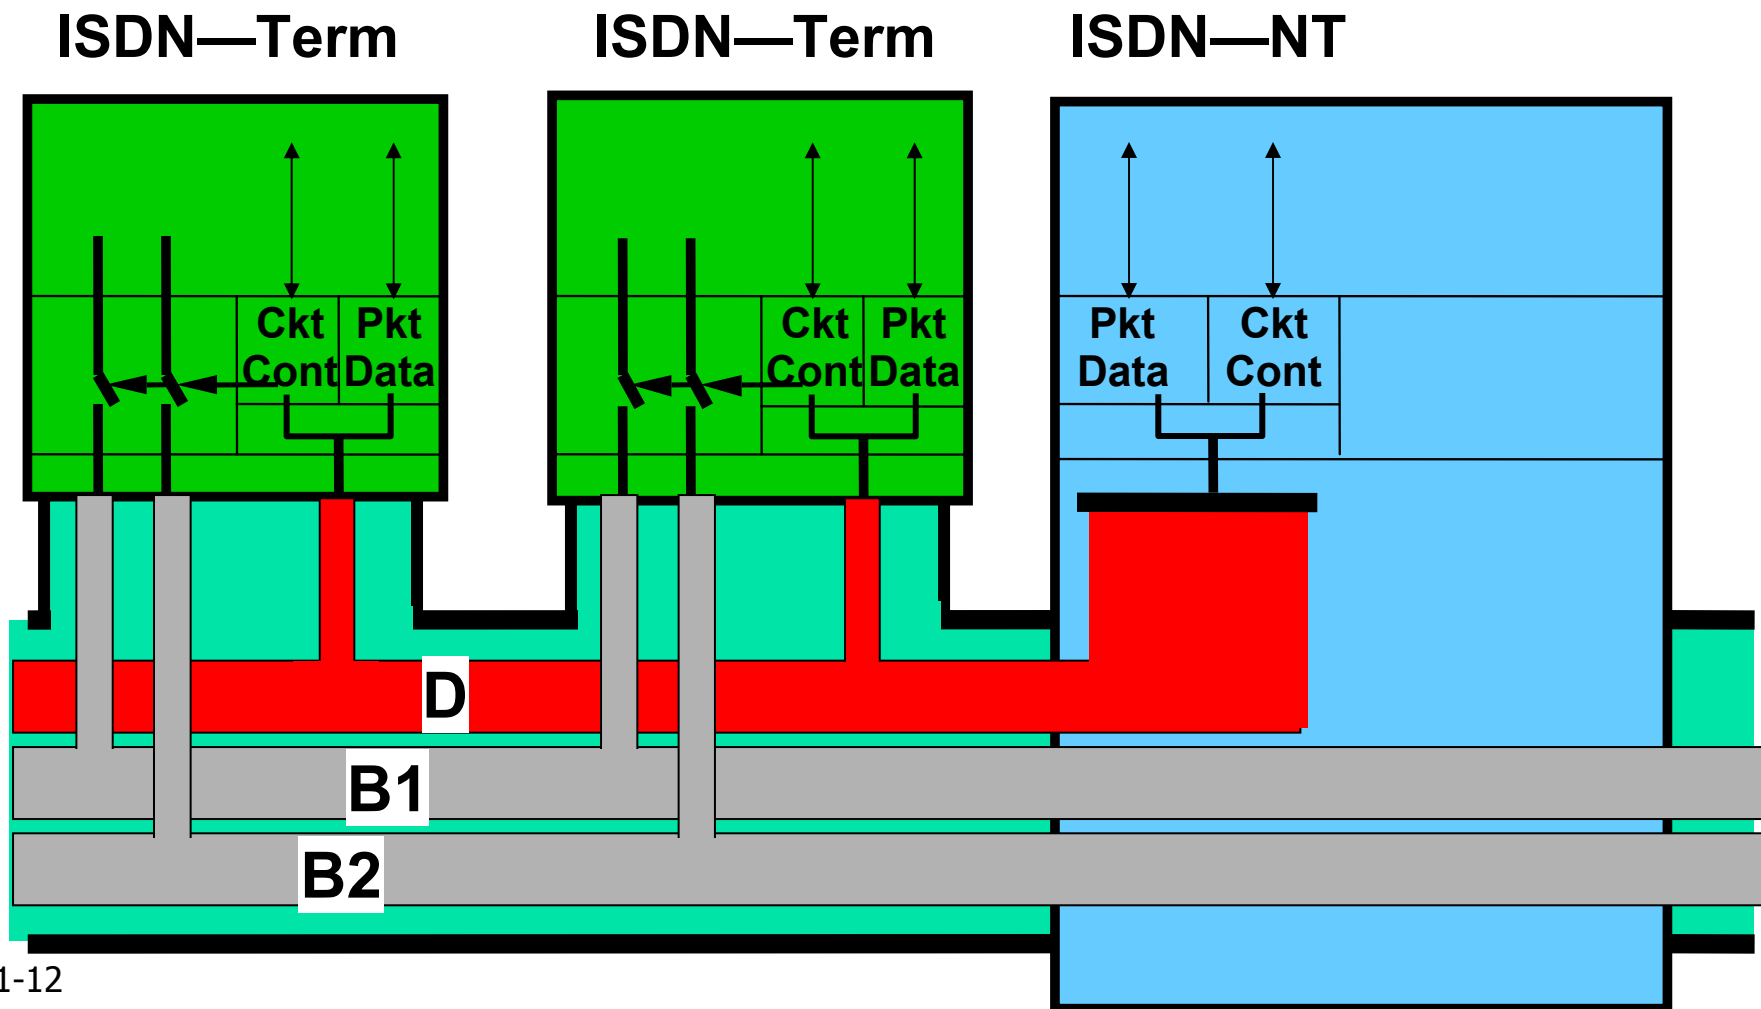 ISDN—Term
ISDN—Term
ISDN—NT
Ckt
Cont
Pkt
Data
Ckt
Cont
Pkt
Data
Pkt
Data
Ckt
Cont
D
B1
B2
1-12